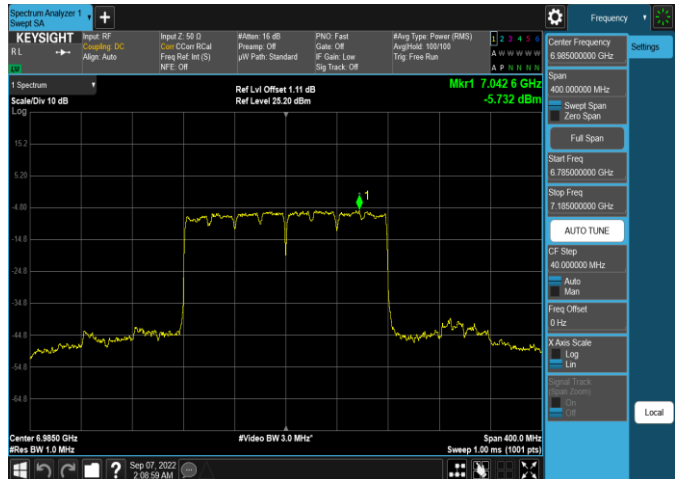 Spectrum Analyzer 1
Swept SA
+
Frequency
KEYSIGHT
RL
LV
Input: RF
Coupling: DC
Align: Auto
Input Z: 50 Ω
Corr CCorr RCal
Freq Ref: Int (S)
NFE: Off
#Atten: 16 dB
Preamp: Off
µW Path: Standard
PNO: Fast
Gate: Off
IF Gain: Low
Sig Track: Off
#Avg Type: Power (RMS)
Avg|Hold: 100/100
Trig: Free Run
1 2 3 4 5 6
A W W W W W
A P N N N N
1 Spectrum
Scale/Div 10 dB
Log
Ref Lvl Offset 1.11 dB
Ref Level 25.20 dBm
Mkr1 7.042 6 GHz
-5.732 dBm
15.2
5.20
-4.80
-14.8
-24.8
-34.8
-44.8
-54.8
-64.8
1
Center 6.9850 GHz
#Res BW 1.0 MHz
#Video BW 3.0 MHz*
Span 400.0 MHz
Sweep 1.00 ms (1001 pts)
Sep 07, 2022
2:08:59 AM
Center Frequency
6.985000000 GHz
Span
400.000000 MHz
Swept Span
Zero Span
Full Span
Start Freq
6.785000000 GHz
Stop Freq
7.185000000 GHz
AUTO TUNE
CF Step
40.000000 MHz
Auto
Man
Freq Offset
0 Hz
X Axis Scale
Log
Lin
Signal Track
(Span Zoom)
On
Off
Settings
Local